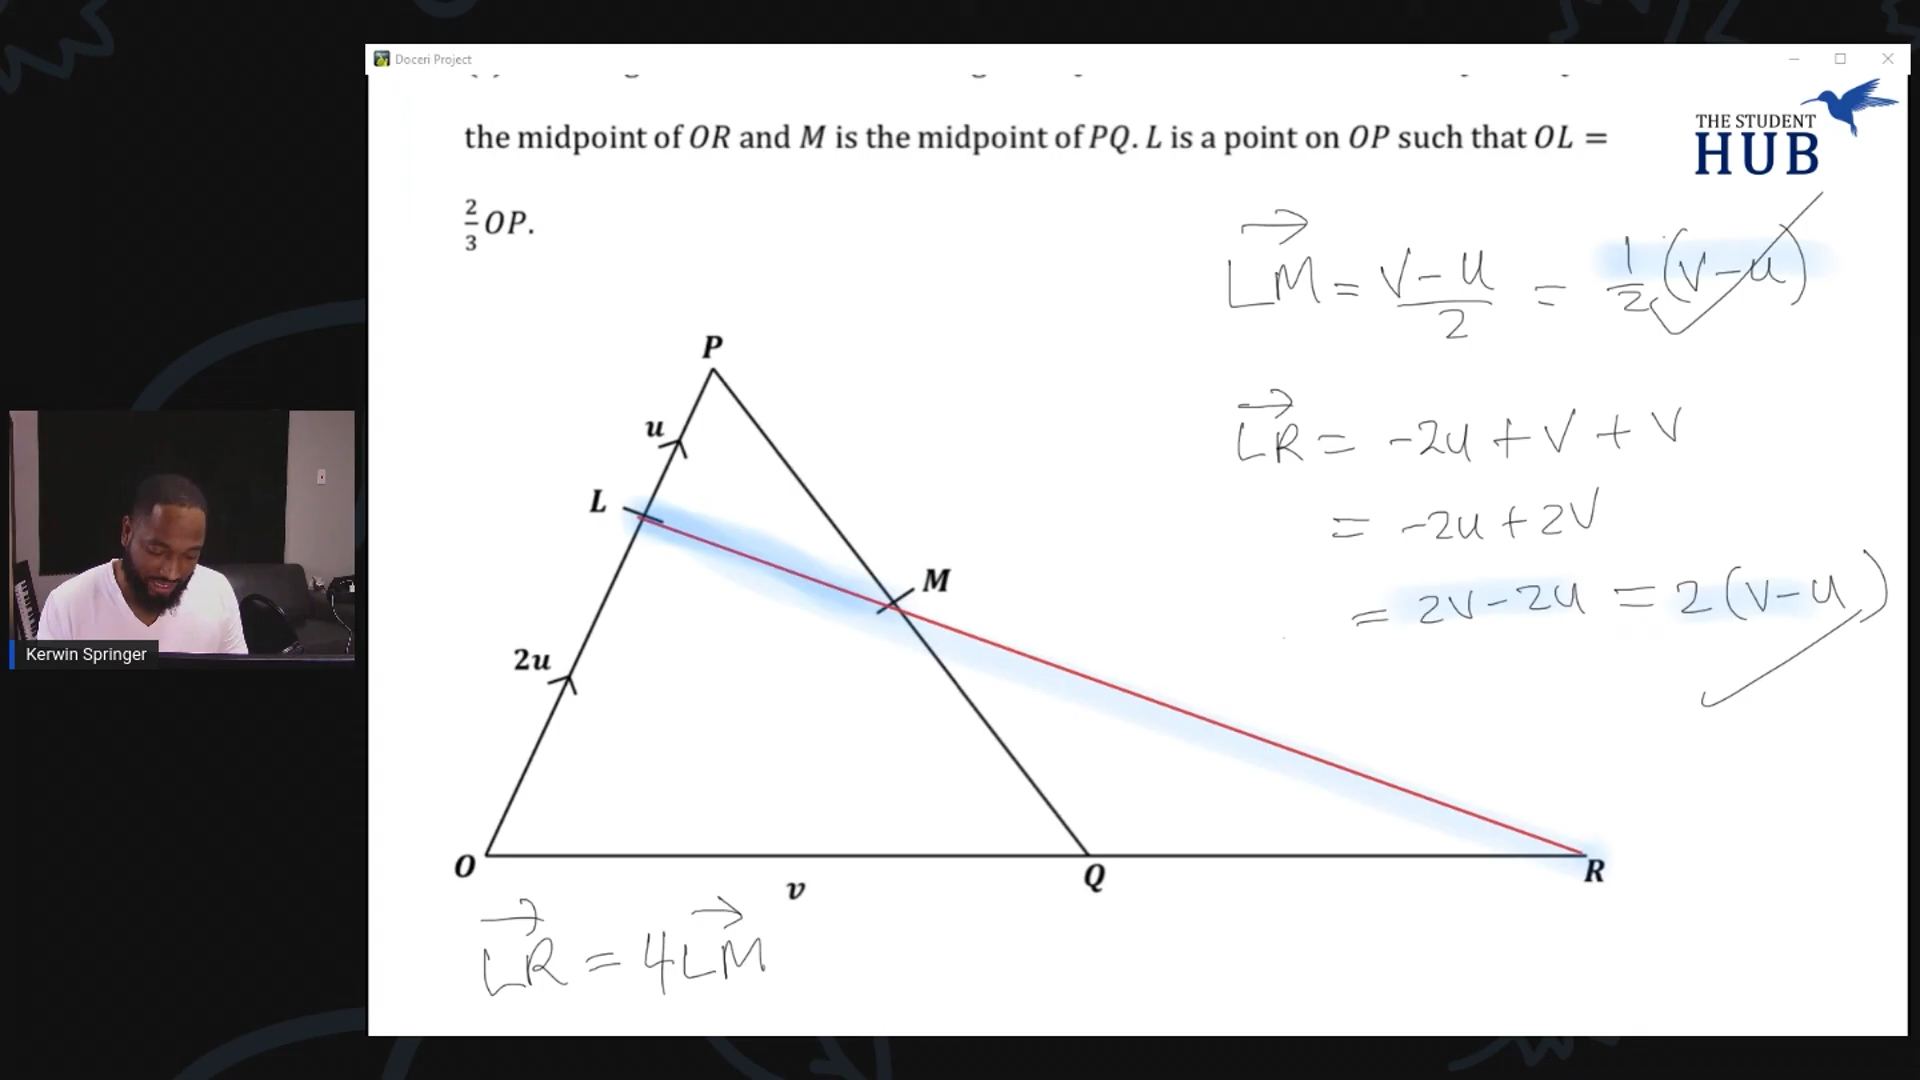 Doceri Project
the midpoint of OR and M is the midpoint of PQ. L is a point on OP such that OL =
2/3 OP.
THE STUDENT
HUB
LM = v-u/2 = 1/2 (v-u)
P
u
LR = -2u + v + v
L
= -2u + 2v
M
= 2v - 2u = 2(v-u)
Kerwin Springer
2u
O
Q
R
v
LR = 4LM